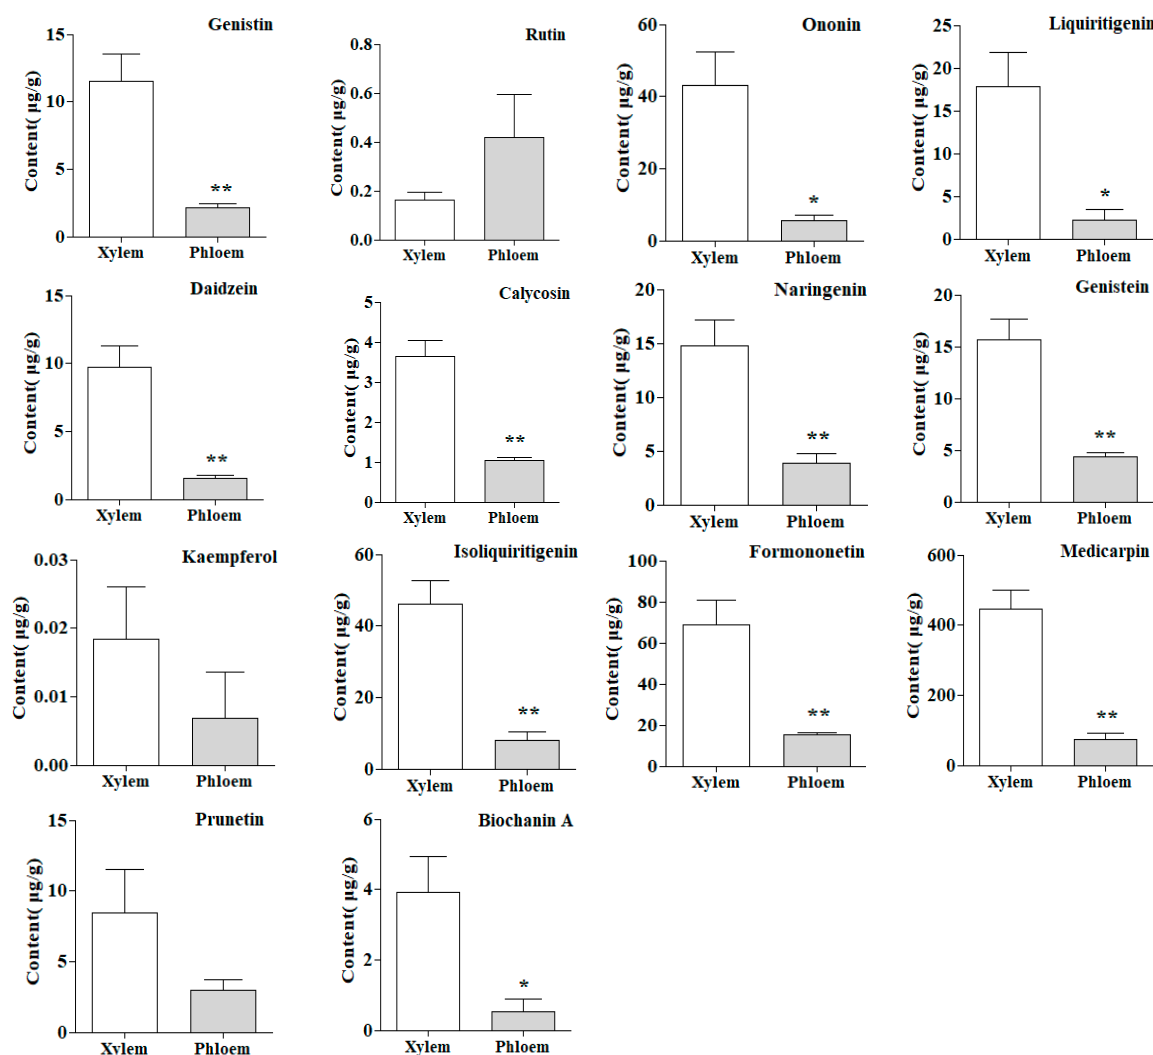 Genistin
Content( µg/g)
15
10
5
0
**
Xylem Phloem
Rutin
Content( µg/g)
0.8
0.6
0.4
0.2
0.0
Xylem Phloem
Ononin
Content( µg/g)
60
40
20
0
*
Xylem Phloem
Liquiritigenin
Content( µg/g)
25
20
15
10
5
0
*
Xylem Phloem
Daidzein
Content( µg/g)
15
10
5
0
**
Xylem Phloem
Calycosin
Content( µg/g)
5
4
3
2
1
0
**
Xylem Phloem
Naringenin
Content( µg/g)
20
15
10
5
0
**
Xylem Phloem
Genistein
Content( µg/g)
20
15
10
5
0
**
Xylem Phloem
Kaempferol
Content( µg/g)
0.03
0.02
0.01
0.00
Xylem Phloem
Isoliquiritigenin
Content( µg/g)
60
40
20
0
**
Xylem Phloem
Formononetin
Content( µg/g)
100
80
60
40
20
0
**
Xylem Phloem
Medicarpin
Content( µg/g)
600
400
200
0
**
Xylem Phloem
Prunetin
Content( µg/g)
15
10
5
0
Xylem Phloem
Biochanin A
Content( µg/g)
6
4
2
0
*
Xylem Phloem